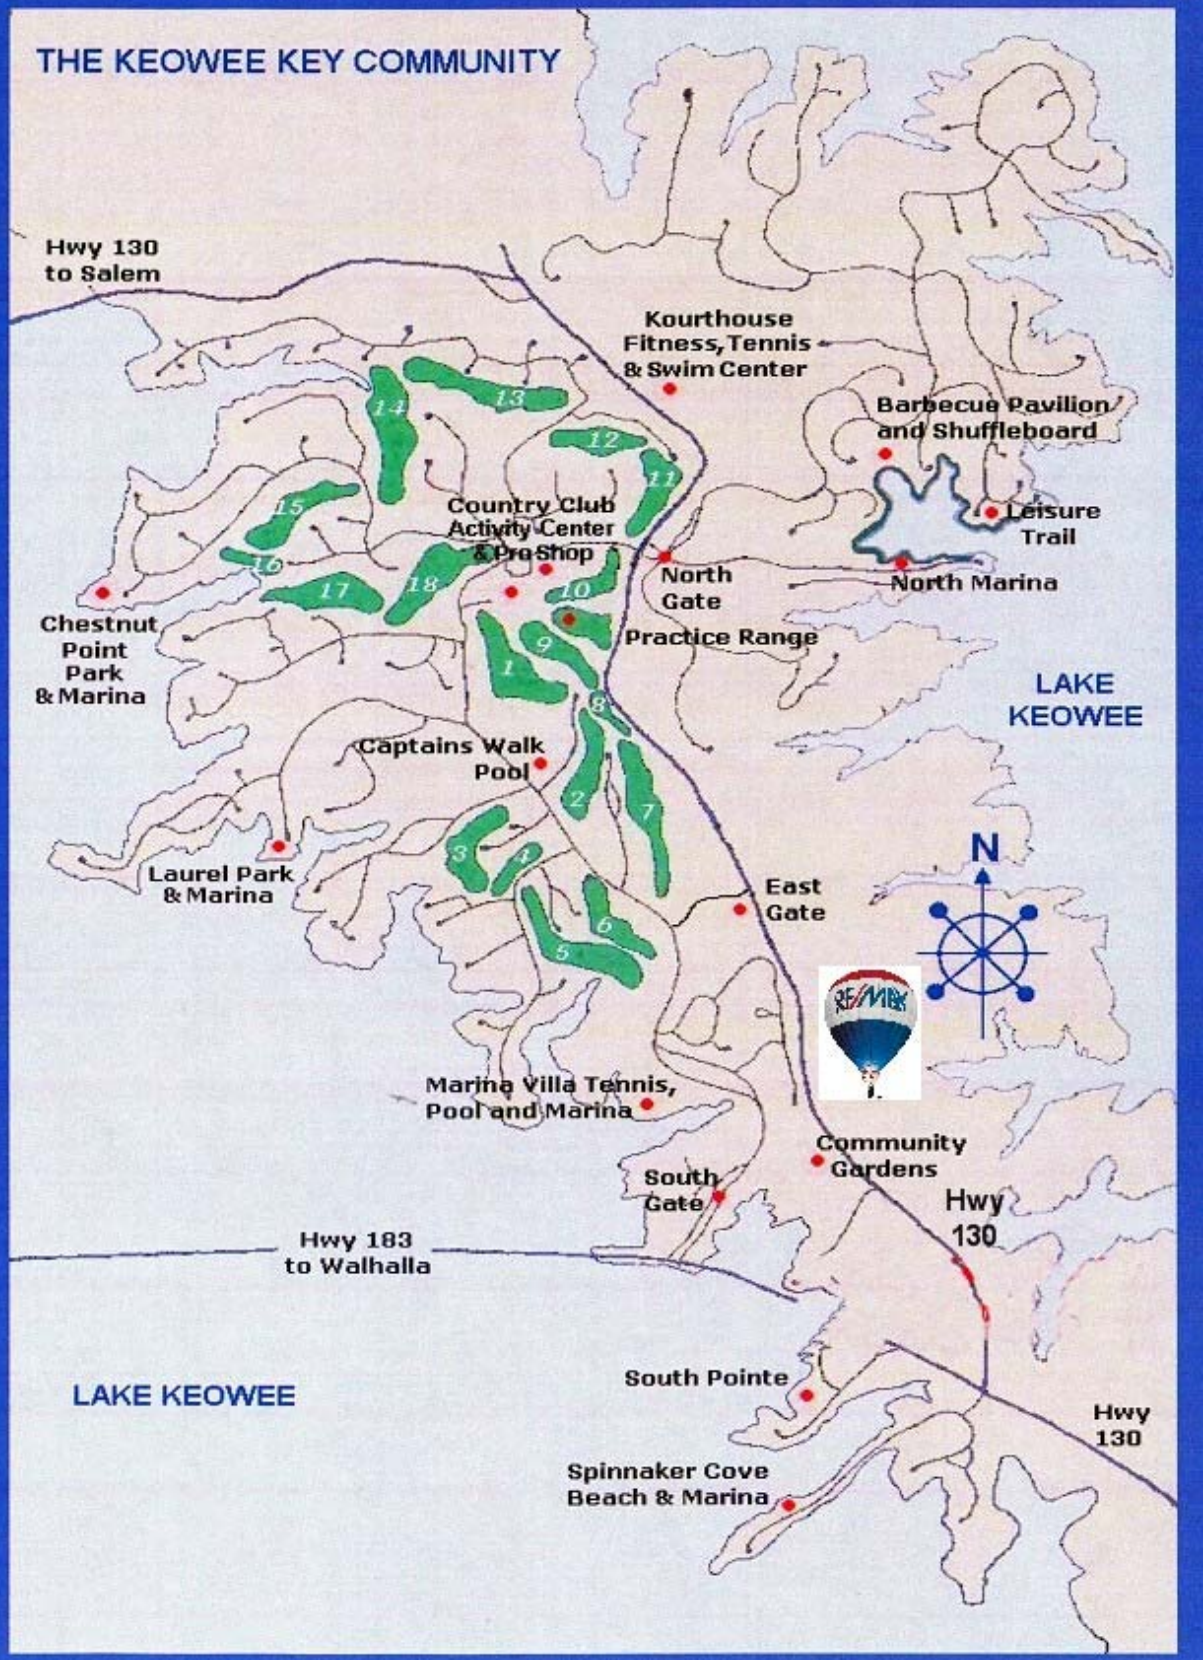 THE KEOWEE KEY COMMUNITY
Hwy 130
to Salem
Kourthouse
Fitness, Tennis
& Swim Center
13
14
12
Barbecue Pavilion
and Shuffleboard
11
15
Country Club
Activity Center
& Pro Shop
Leisure
Trail
16
17
18
10
North
Gate
North Marina
Chestnut
Point
Park
& Marina
9
1
Practice Range
LAKE
KEOWEE
8
Captains Walk
Pool
2
7
3
4
N
Laurel Park
& Marina
East
Gate
6
5
RE/MAX
Marina Villa Tennis,
Pool and Marina
Community
Gardens
South
Gate
Hwy
130
Hwy 183
to Walhalla
South Pointe
LAKE KEOWEE
Hwy
130
Spinnaker Cove
Beach & Marina